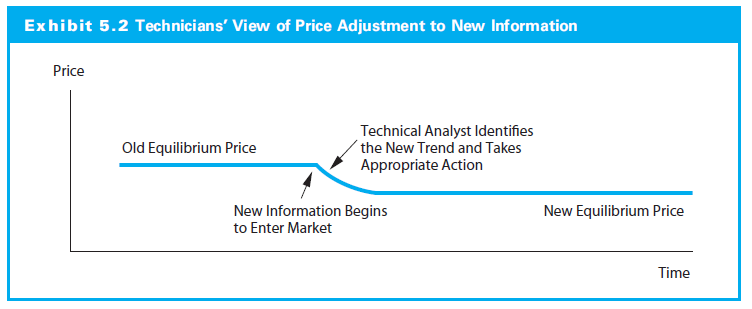 Exhibit 5.2 Technicians’ View of Price Adjustment to New Information
Price
Technical Analyst Identifies
the New Trend and Takes
Appropriate Action
Old Equilibrium Price
New Information Begins
to Enter Market
New Equilibrium Price
Time